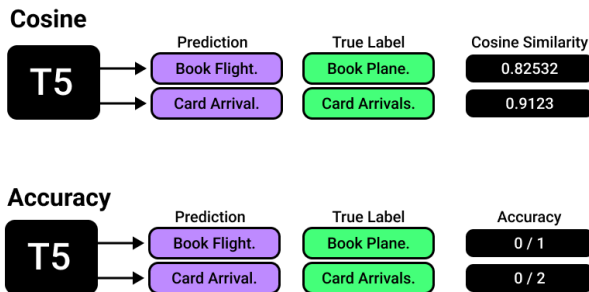 Cosine
Prediction True Label Cosine Similarity
T5 Book Flight. Book Plane. 0.82532
Card Arrival. Card Arrivals. 0.9123
Accuracy
Prediction True Label Accuracy
T5 Book Flight. Book Plane. 0 / 1
Card Arrival. Card Arrivals. 0 / 2